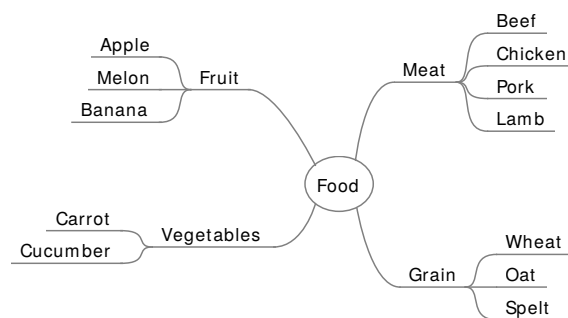 Food
Fruit
Apple
Melon
Banana
Vegetables
Carrot
Cucumber
Meat
Beef
Chicken
Pork
Lamb
Grain
Wheat
Oat
Spelt